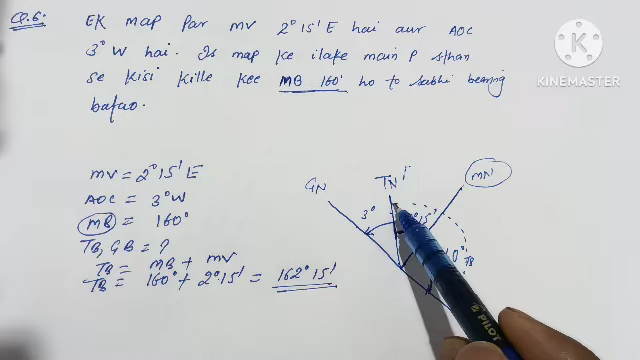 Q.6: EK map par mv 2°15' E hai aur AOC
3°W hai. Is map ke ilake main P sthan
se kisi kille kee MB 160° ho to sabhi bearing
batao.
K
KINEMASTER
mv = 2°15' E
AOC = 3°W
MB = 160°
TB, GB = ?
TB = MB + MV
TB = 160° + 2°15' = 162°15'
GN
TN
MN
3°
15'
TB
PILOT